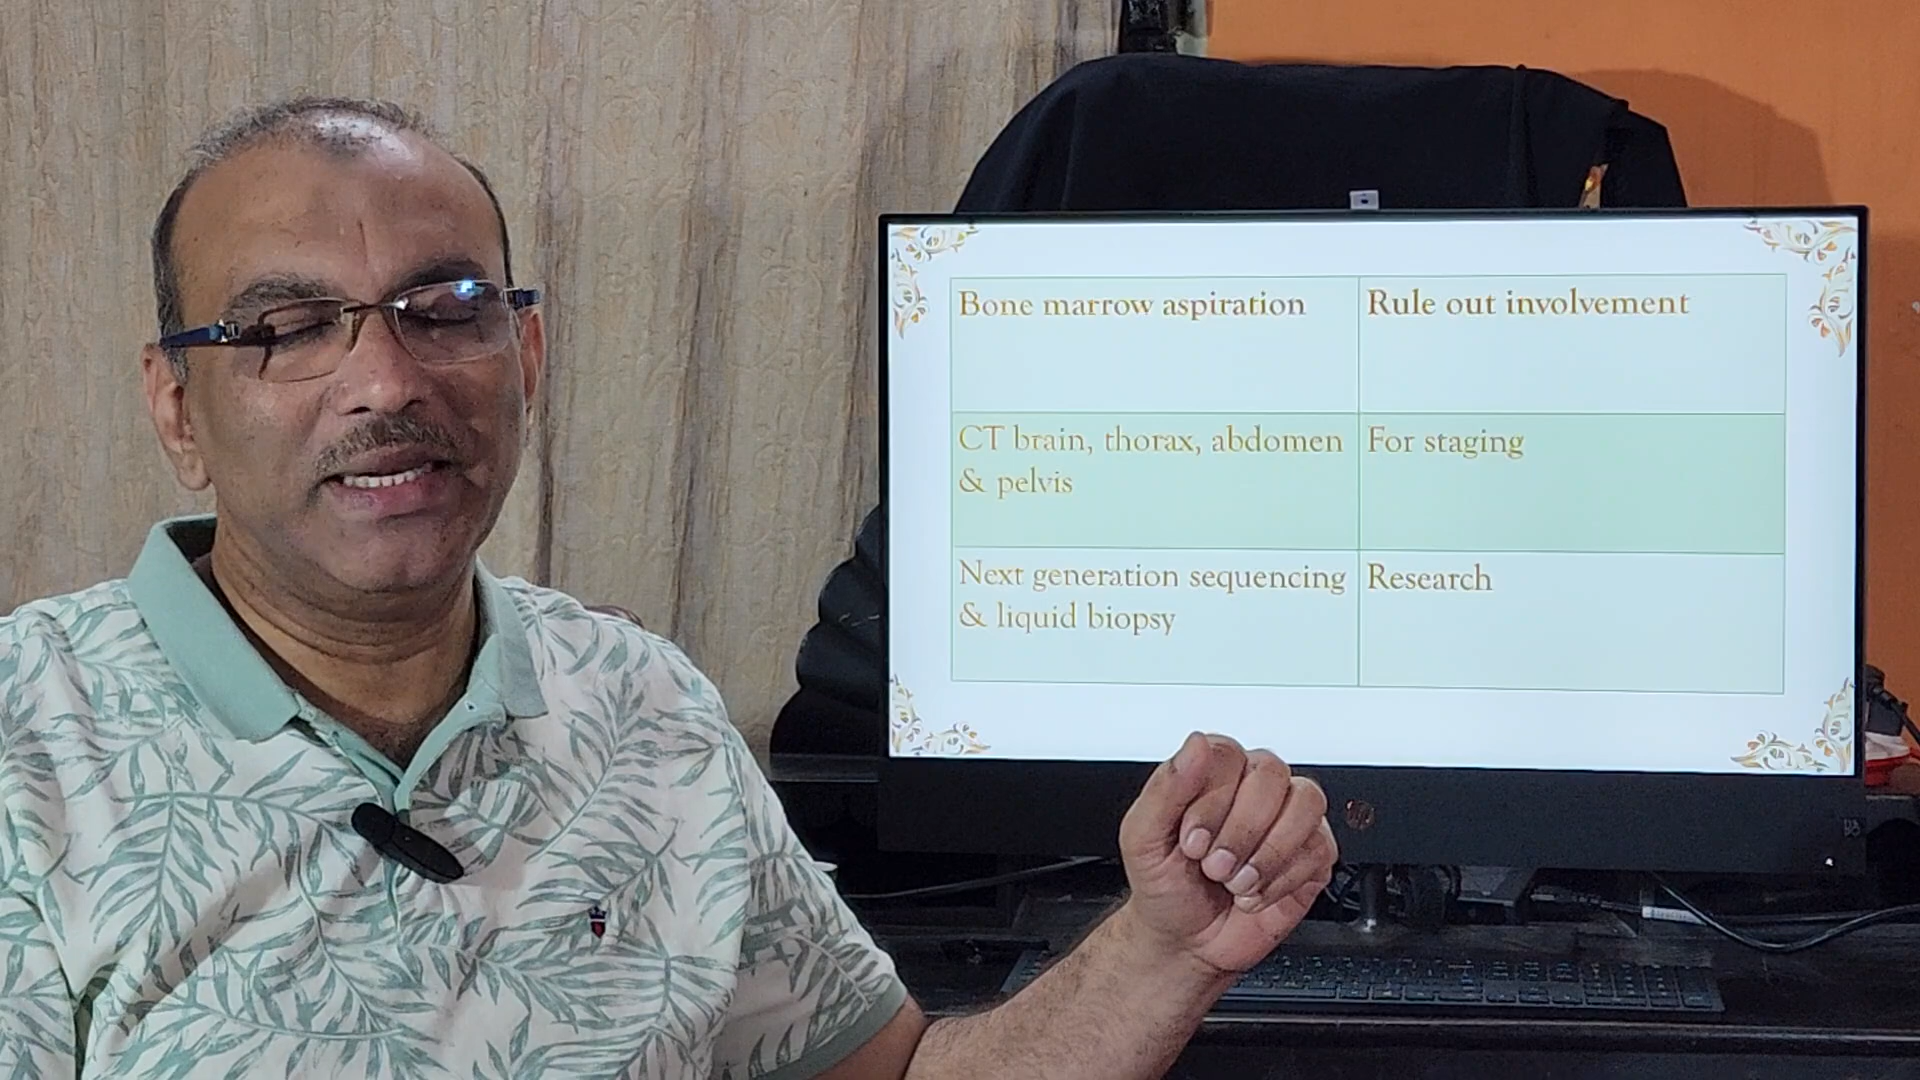 Bone marrow aspiration
Rule out involvement
CT brain, thorax, abdomen
& pelvis
For staging
Next generation sequencing
& liquid biopsy
Research
hp